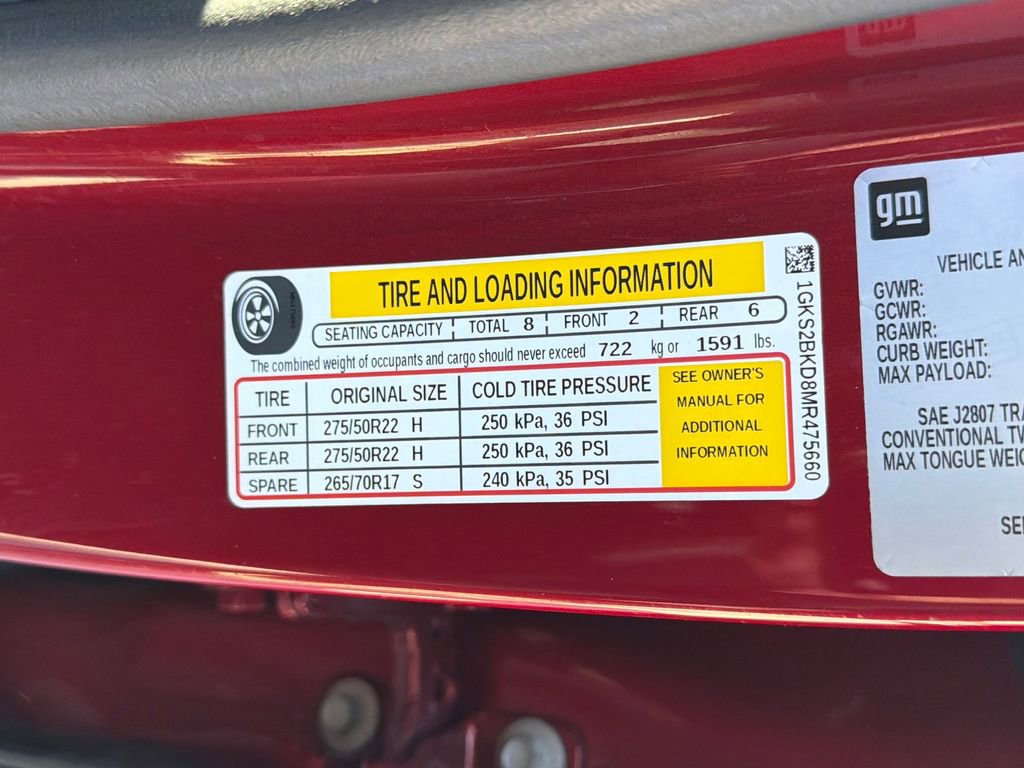 TIRE AND LOADING INFORMATION
SEATING CAPACITY TOTAL 8 FRONT 2 REAR 6
The combined weight of occupants and cargo should never exceed 722 kg or 1591 lbs.
TIRE ORIGINAL SIZE COLD TIRE PRESSURE
FRONT 275/50R22 H 250 kPa, 36 PSI
REAR 275/50R22 H 250 kPa, 36 PSI
SPARE 265/70R17 S 240 kPa, 35 PSI
SEE OWNER'S
MANUAL FOR
ADDITIONAL
INFORMATION
1GKS2BKD8MR475660
gm
VEHICLE AN
GVWR:
GCWR:
RGAWR:
CURB WEIGHT:
MAX PAYLOAD:
SAE J2807 TRA
CONVENTIONAL TW
MAX TONGUE WEIG
SEE